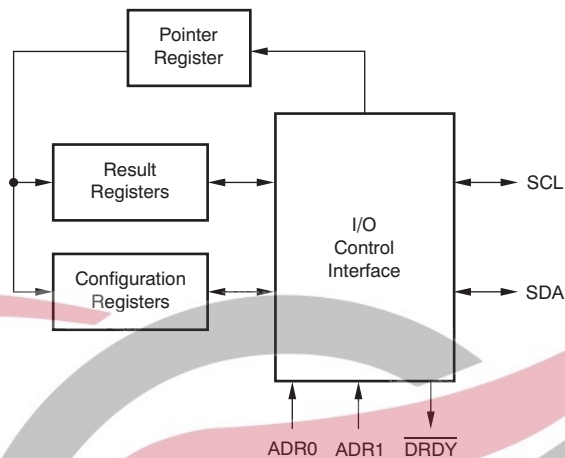 Pointer
Register
Result
Registers
SCL
I/O
Control
Interface
Configuration
Registers
SDA
ADR0 ADR1 DRDY